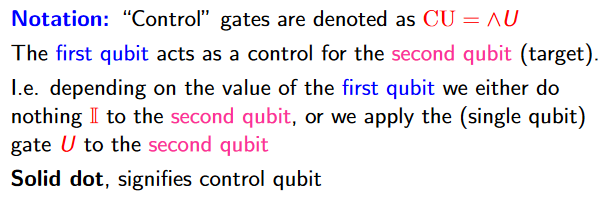 Notation: “Control” gates are denoted as CU = ∧U
The first qubit acts as a control for the second qubit (target).
I.e. depending on the value of the first qubit we either do
nothing 𝕀 to the second qubit, or we apply the (single qubit)
gate U to the second qubit
Solid dot, signifies control qubit